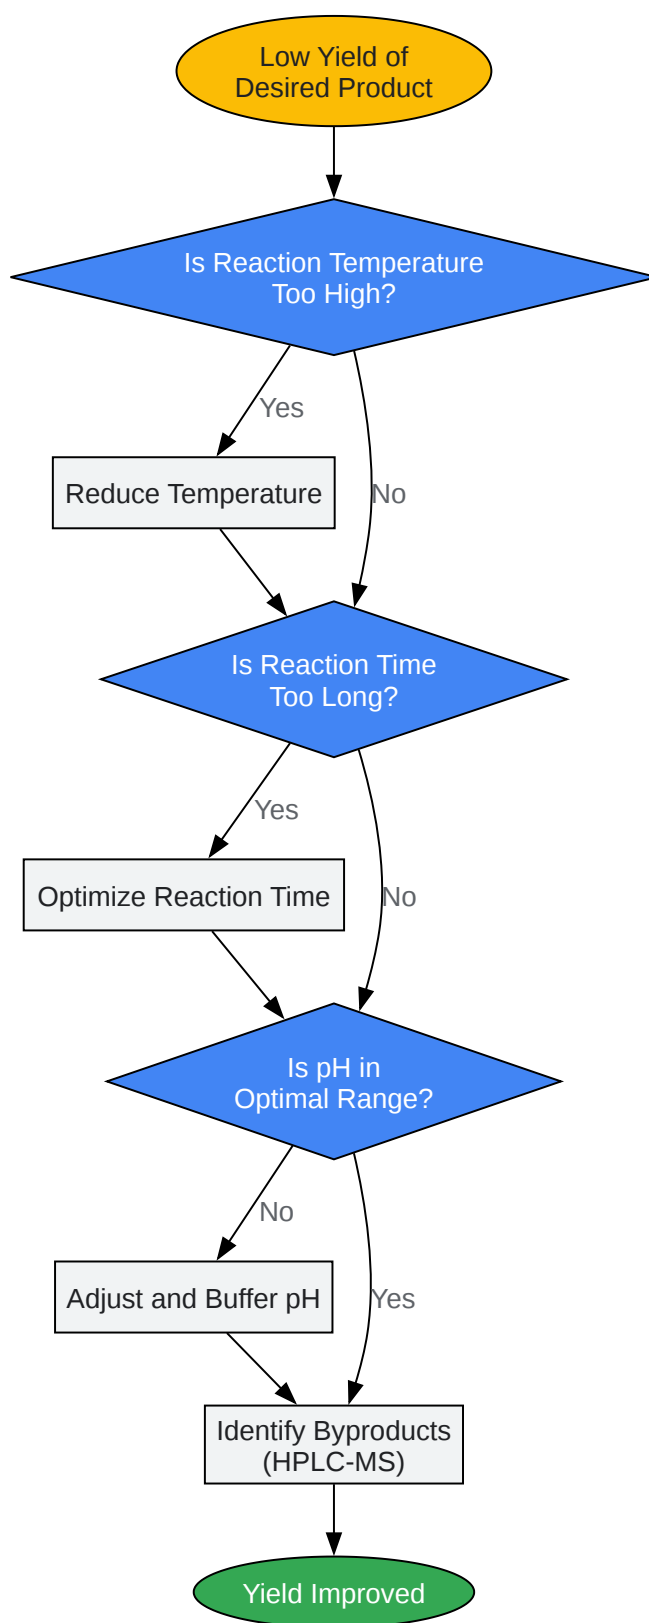 Low Yield of
Desired Product
Is Reaction Temperature
Too High?
Yes
Reduce Temperature
No
Is Reaction Time
Too Long?
Yes
Optimize Reaction Time
No
Is pH in
Optimal Range?
No
Adjust and Buffer pH
Yes
Identify Byproducts
(HPLC-MS)
Yield Improved